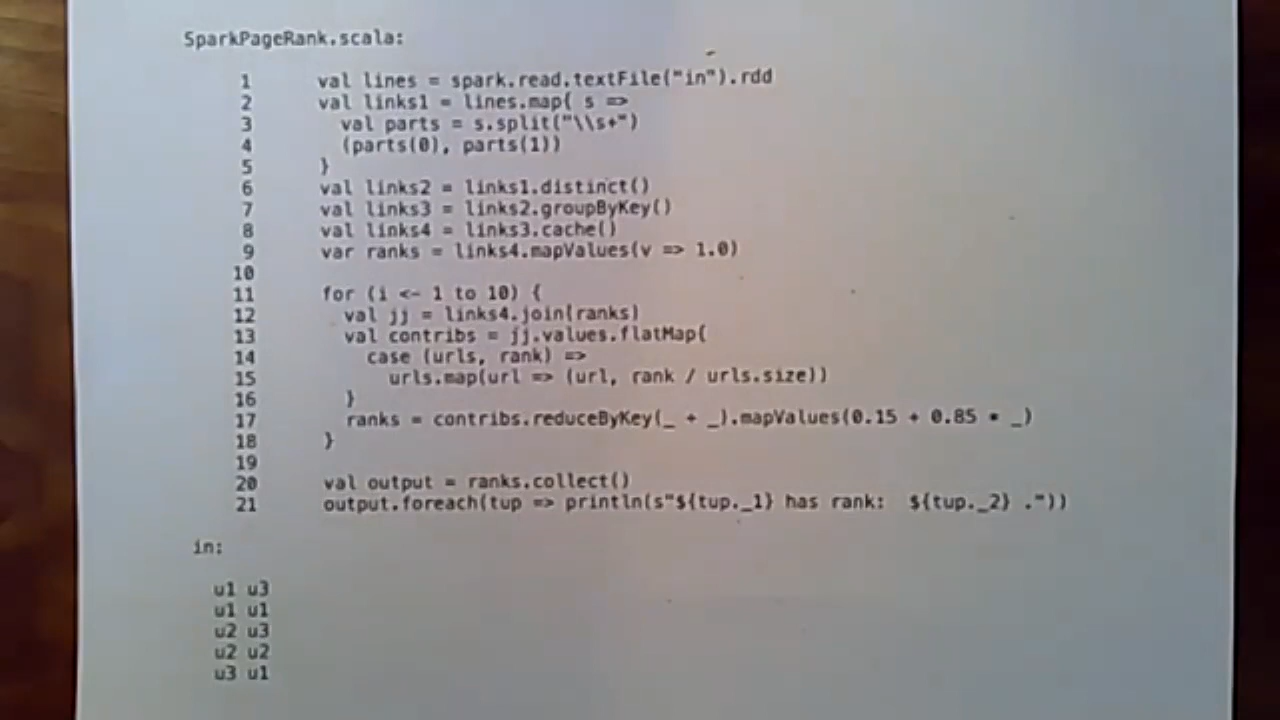 SparkPageRank.scala:
1 val lines = spark.read.textFile("in").rdd
2 val links1 = lines.map{ s =>
3 val parts = s.split("\\s+")
4 (parts(0), parts(1))
5 }
6 val links2 = links1.distinct()
7 val links3 = links2.groupByKey()
8 val links4 = links3.cache()
9 var ranks = links4.mapValues(v => 1.0)
10
11 for (i <- 1 to 10) {
12 val jj = links4.join(ranks)
13 val contribs = jj.values.flatMap{
14 case (urls, rank) =>
15 urls.map(url => (url, rank / urls.size))
16 }
17 ranks = contribs.reduceByKey(_ + _).mapValues(0.15 + 0.85 * _)
18 }
19
20 val output = ranks.collect()
21 output.foreach(tup => println(s"${tup._1} has rank:  ${tup._2} ."))
in:
u1 u3
u1 u1
u2 u3
u2 u2
u3 u1